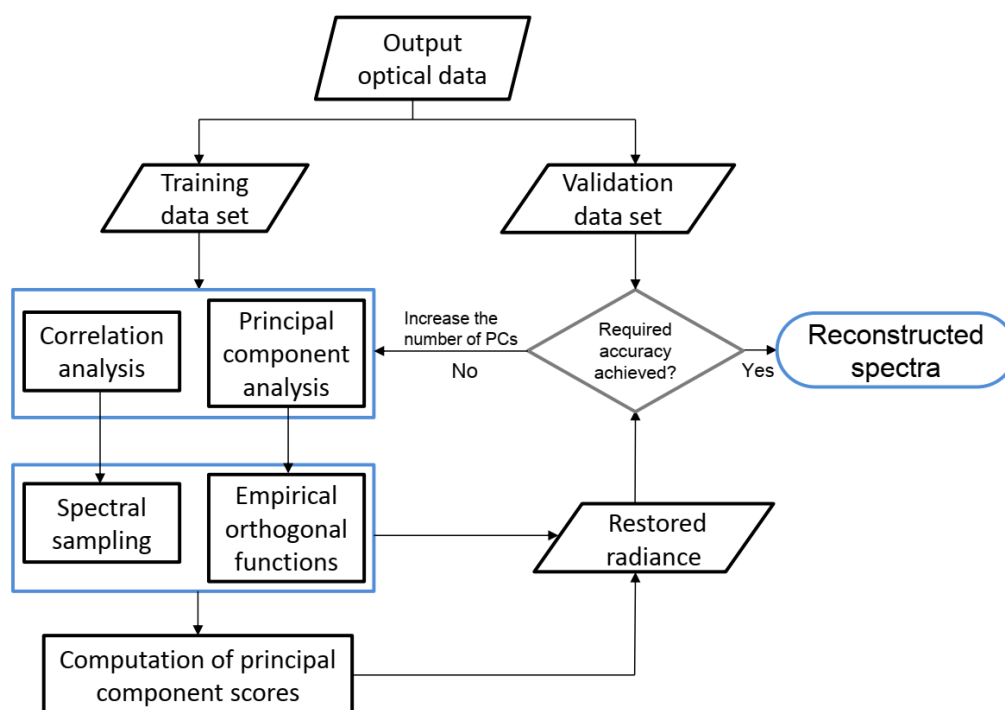 Output
optical data
Training
data set
Validation
data set
Correlation
analysis
Principal
component
analysis
Increase the
number of PCs
No
Required
accuracy
achieved?
Yes
Reconstructed
spectra
Spectral
sampling
Empirical
orthogonal
functions
Restored
radiance
Computation of principal
component scores